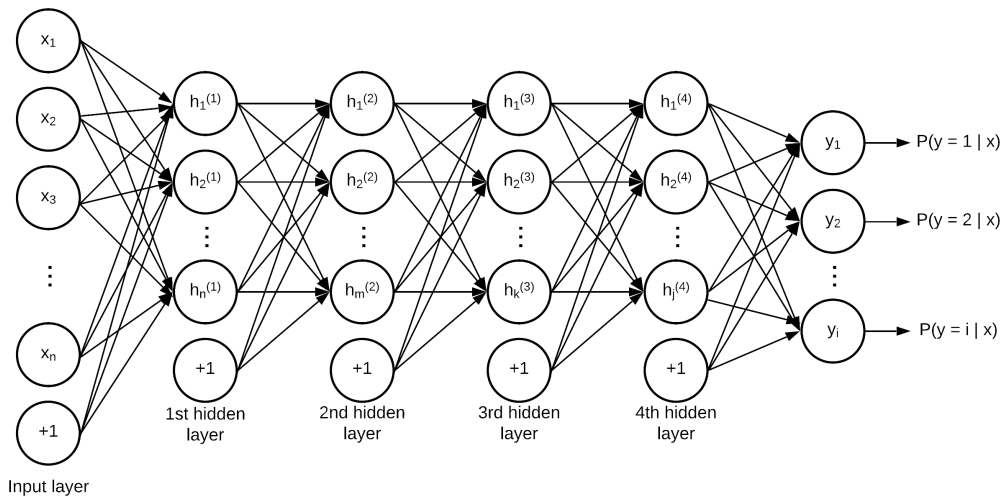 x1
x2
x3
⋮
xn
+1
Input layer
h1(1)
h2(1)
⋮
hn(1)
+1
1st hidden
layer
h1(2)
h2(2)
⋮
hm(2)
+1
2nd hidden
layer
h1(3)
h2(3)
⋮
hk(3)
+1
3rd hidden
layer
h1(4)
h2(4)
⋮
hj(4)
+1
4th hidden
layer
y1
y2
⋮
yi
P(y = 1 | x)
P(y = 2 | x)
P(y = i | x)